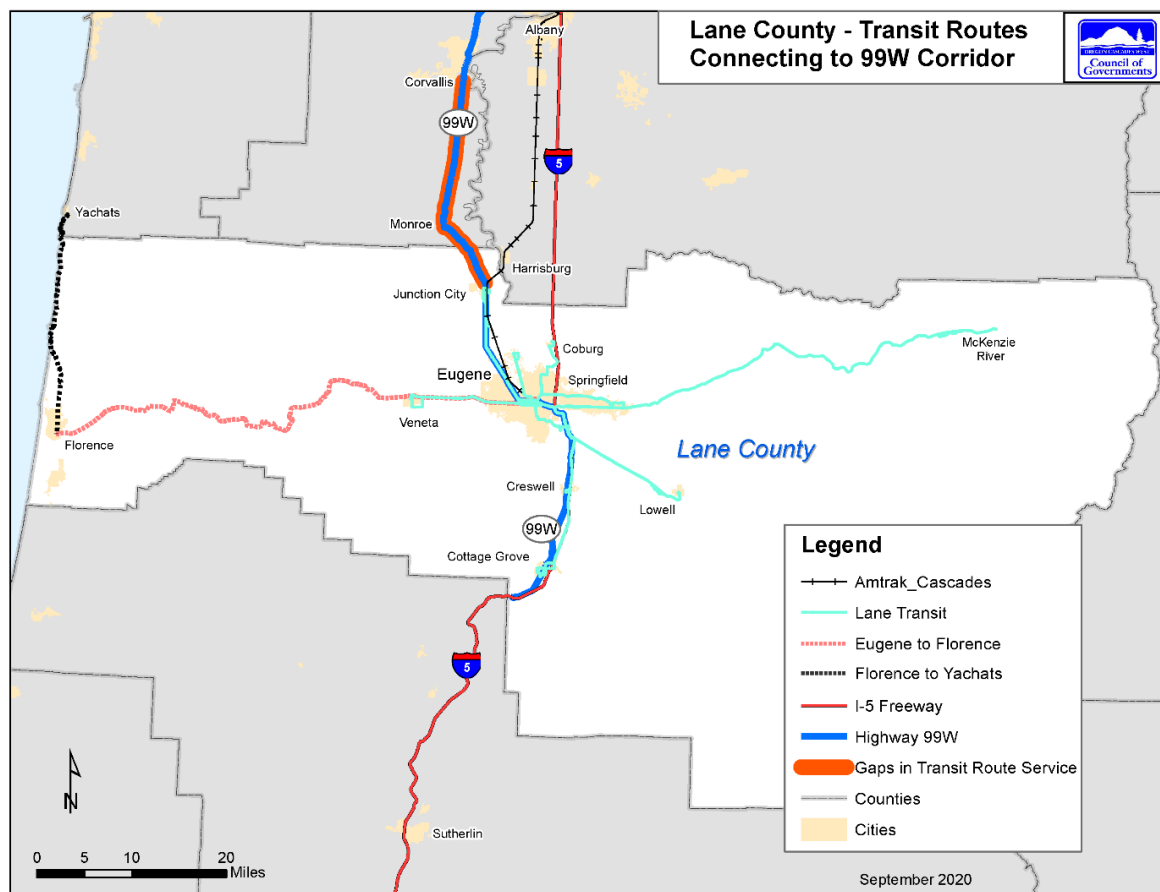 Lane County - Transit Routes
Connecting to 99W Corridor
OREGON CASCADES WEST
Council of
Governments
Albany
Corvallis
99W
5
Yachats
Monroe
Harrisburg
Junction City
Coburg
McKenzie
River
Eugene
Springfield
Veneta
Florence
Lane County
Creswell
Lowell
99W
Cottage Grove
5
Sutherlin
Legend
Amtrak_Cascades
Lane Transit
Eugene to Florence
Florence to Yachats
I-5 Freeway
Highway 99W
Gaps in Transit Route Service
Counties
Cities
N
0 5 10 20
Miles
September 2020